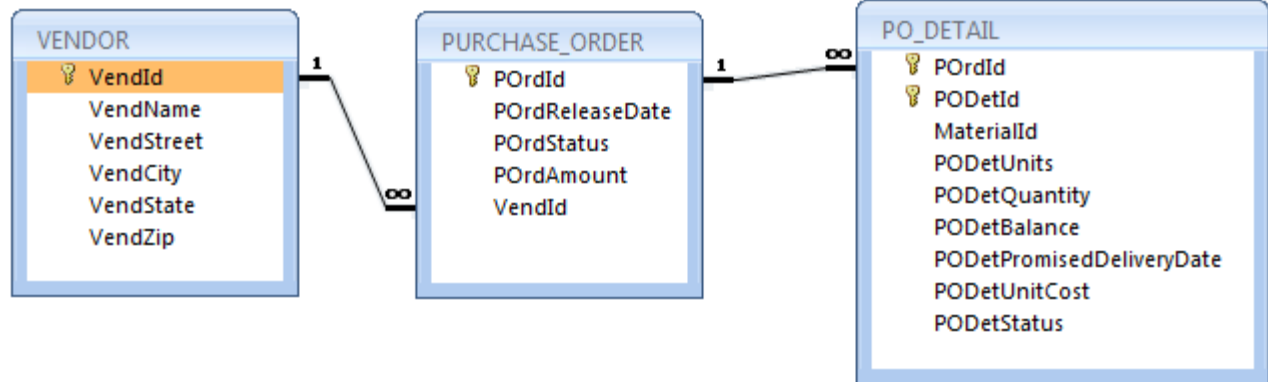 VENDOR
VendId
VendName
VendStreet
VendCity
VendState
VendZip
1
∞
PURCHASE_ORDER
POrdId
POrdReleaseDate
POrdStatus
POrdAmount
VendId
1
∞
PO_DETAIL
POrdId
PODetId
MaterialId
PODetUnits
PODetQuantity
PODetBalance
PODetPromisedDeliveryDate
PODetUnitCost
PODetStatus